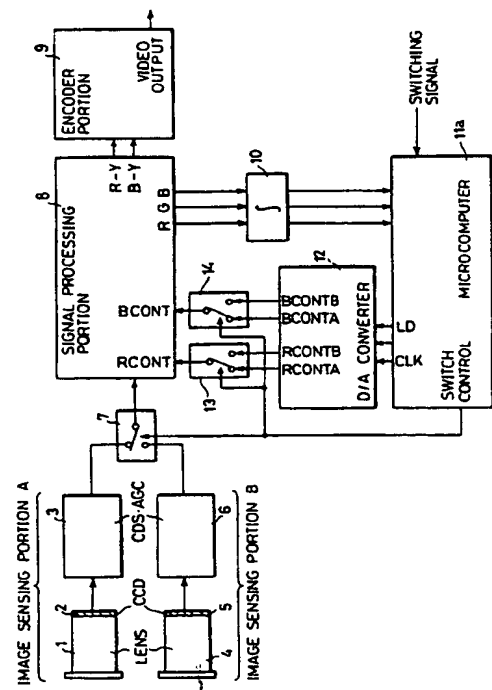 IMAGE SENSING PORTION A
1
2
3
LENS
CCD
CDS·AGC
4
5
6
IMAGE SENSING PORTION B
7
8
SIGNAL PROCESSING
PORTION
R-Y
B-Y
RCONT
BCONT
R
G
B
9
ENCODER
PORTION
VIDEO
OUTPUT
10
∫
13
14
RCONTA
RCONTB
BCONTA
BCONTB
12
D/A CONVERTER
CLK
LD
SWITCH
CONTROL
MICROCOMPUTER
11a
SWITCHING
SIGNAL